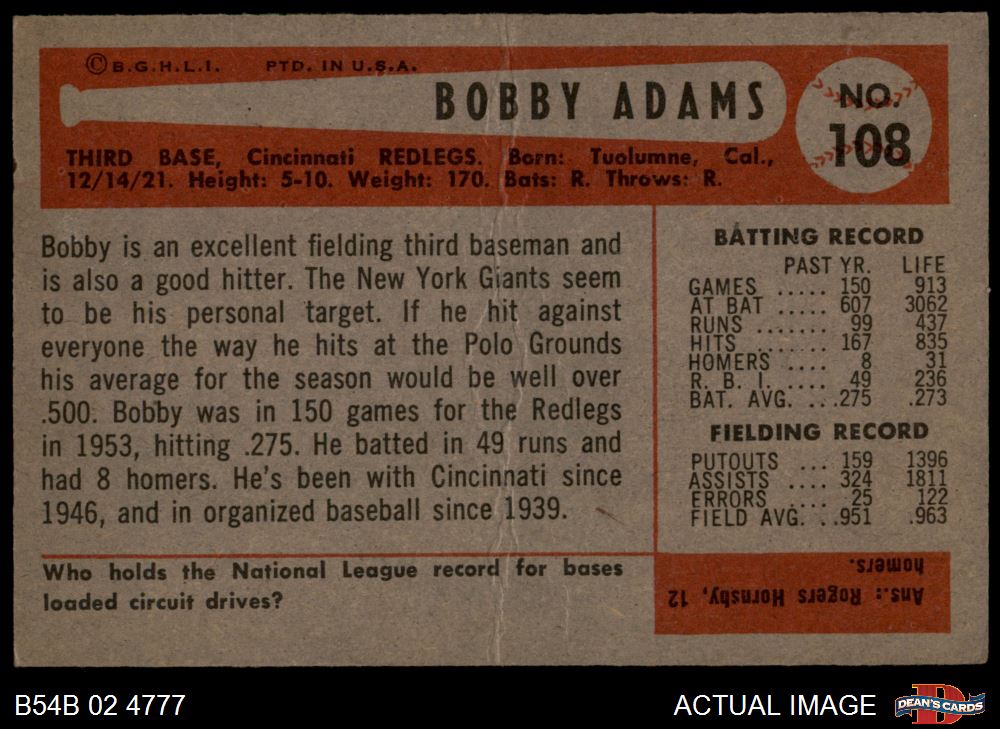 © B.G.H.L.I. PTD. IN U.S.A.
BOBBY ADAMS
NO.
108
THIRD BASE, Cincinnati REDLEGS. Born: Tuolumne, Cal.,
12/14/21. Height: 5-10. Weight: 170. Bats: R. Throws: R.
Bobby is an excellent fielding third baseman and
is also a good hitter. The New York Giants seem
to be his personal target. If he hit against
everyone the way he hits at the Polo Grounds
his average for the season would be well over
.500. Bobby was in 150 games for the Redlegs
in 1953, hitting .275. He batted in 49 runs and
had 8 homers. He's been with Cincinnati since
1946, and in organized baseball since 1939.
Who holds the National League record for bases
loaded circuit drives?
BATTING RECORD
PAST YR. LIFE
GAMES ..... 150 913
AT BAT ..... 607 3062
RUNS ....... 99 437
HITS ....... 167 835
HOMERS .... 8 31
R. B. I. .... 49 236
BAT. AVG. ... .275 .273
FIELDING RECORD
PUTOUTS ... 159 1396
ASSISTS .... 324 1811
ERRORS .... 25 122
FIELD AVG. . .951 .963
Ans.: Rogers Hornsby, 12
homers.
B54B 02 4777
ACTUAL IMAGE
D
DEAN'S CARDS